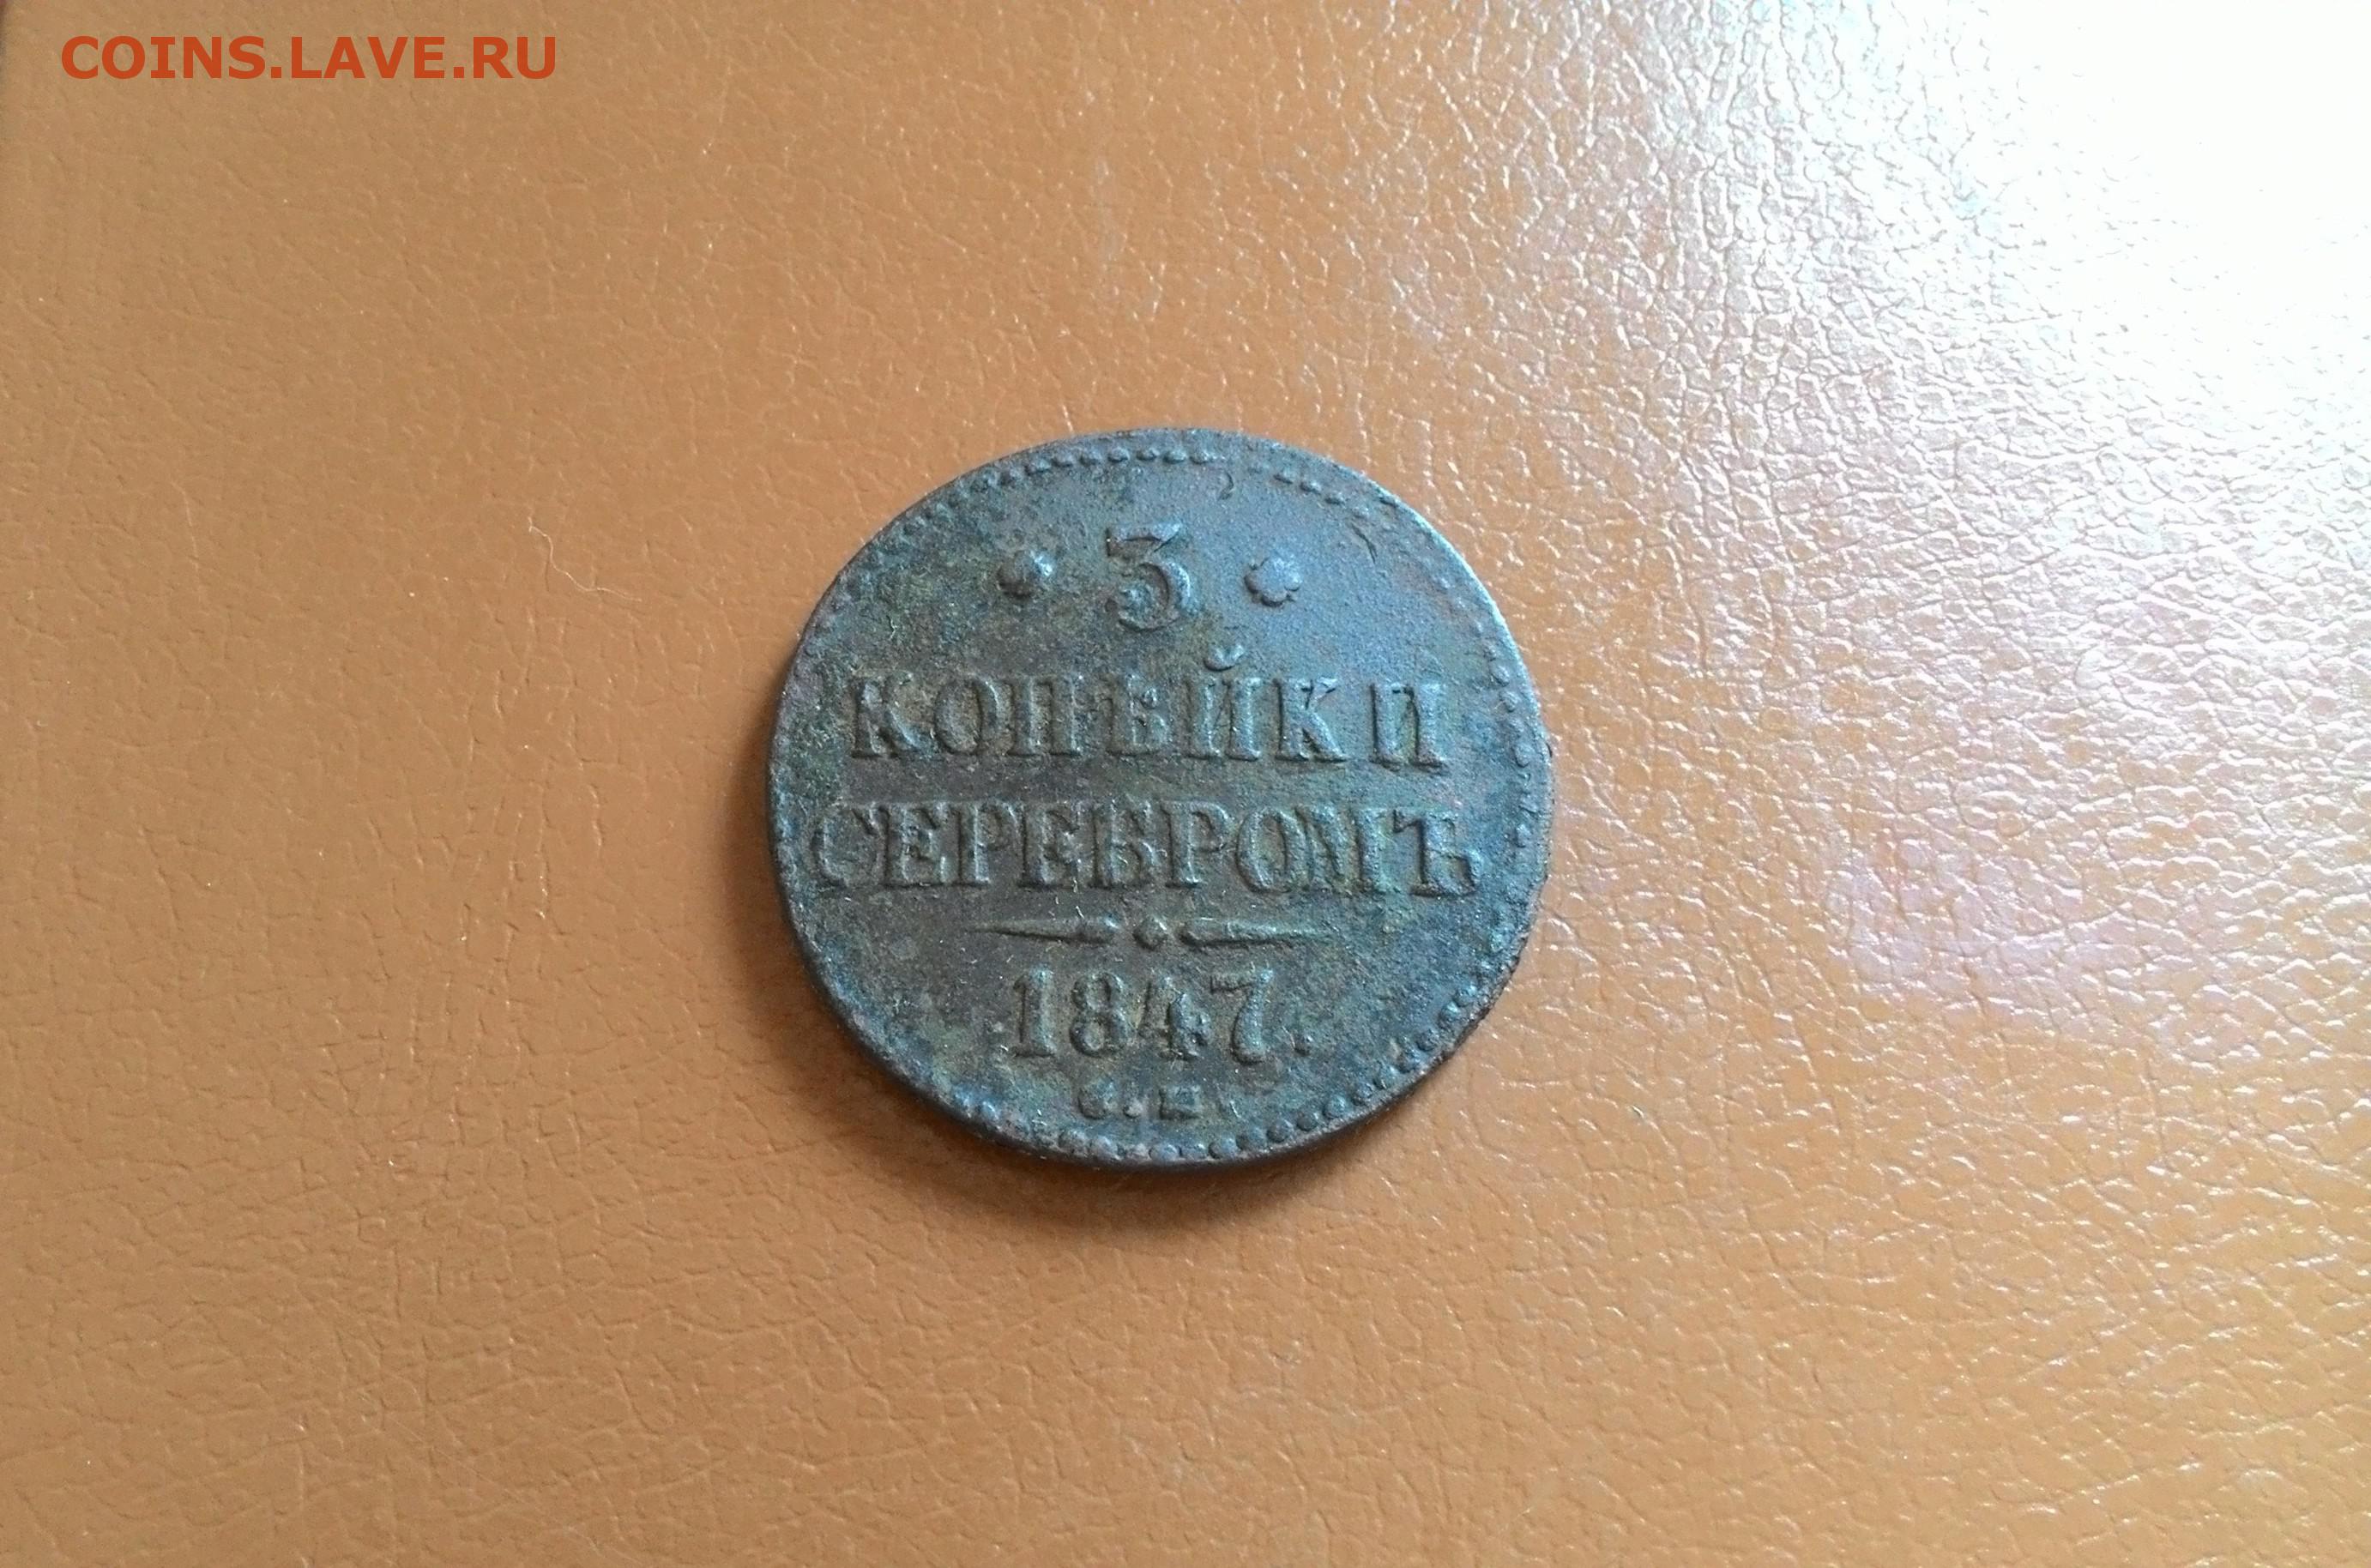 COINS.LAVE.RU
• 3 •
КОПѢЙКИ
СЕРЕБРОМЪ
1847.
С.М.